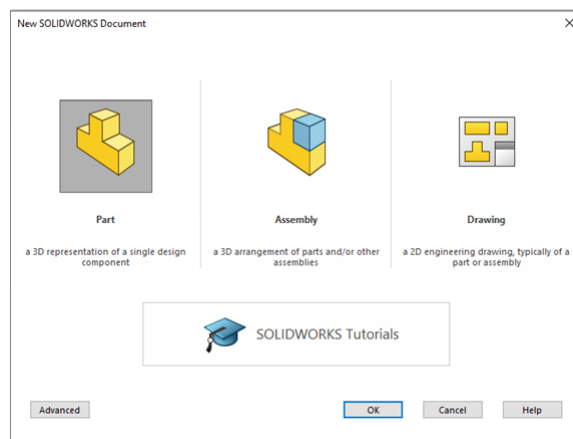 New SOLIDWORKS Document
Part
a 3D representation of a single design
component
Assembly
a 3D arrangement of parts and/or other
assemblies
Drawing
a 2D engineering drawing, typically of a
part or assembly
SOLIDWORKS Tutorials
Advanced
OK
Cancel
Help